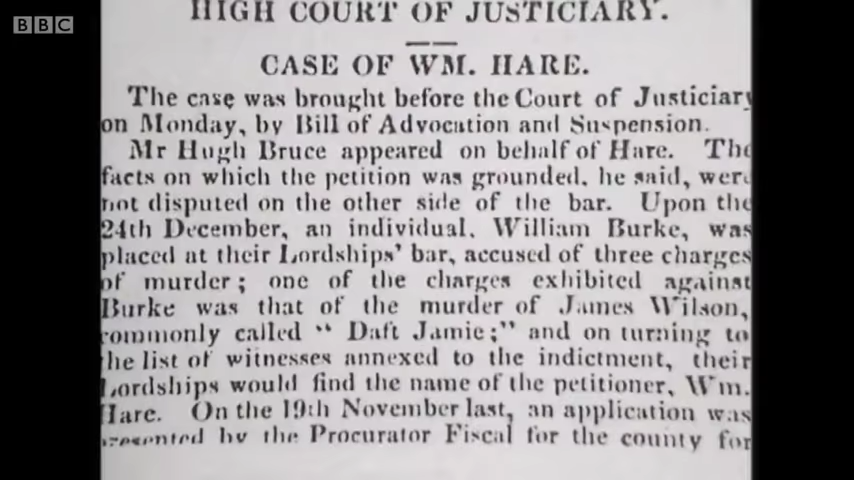 BBC
HIGH COURT OF JUSTICIARY.
CASE OF WM. HARE.
The case was brought before the Court of Justiciary
on Monday, by Bill of Advocation and Suspension.
Mr Hugh Bruce appeared on behalf of Hare. The
facts on which the petition was grounded, he said, were
not disputed on the other side of the bar. Upon the
24th December, an individual, William Burke, was
placed at their Lordships' bar, accused of three charges
of murder; one of the charges exhibited against
Burke was that of the murder of James Wilson,
commonly called "Daft Jamie;" and on turning to
the list of witnesses annexed to the indictment, their
Lordships would find the name of the petitioner, Wm.
Hare. On the 19th November last, an application was
presented by the Procurator Fiscal for the county for